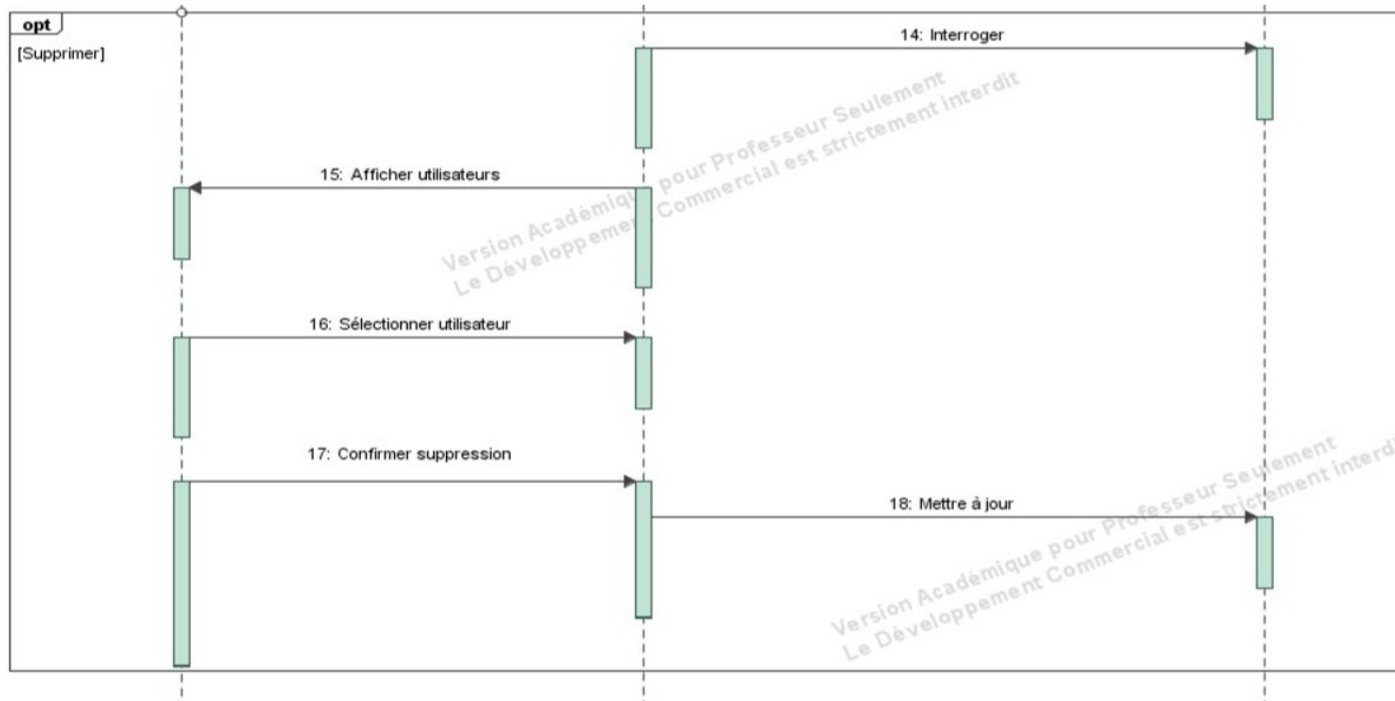 opt
[Supprimer]
14: Interroger
Version Académique pour Professeur Seulement
Le Développement Commercial est strictement interdit
15: Afficher utilisateurs
16: Sélectionner utilisateur
17: Confirmer suppression
18: Mettre à jour
Version Académique pour Professeur Seulement
Le Développement Commercial est strictement interdi